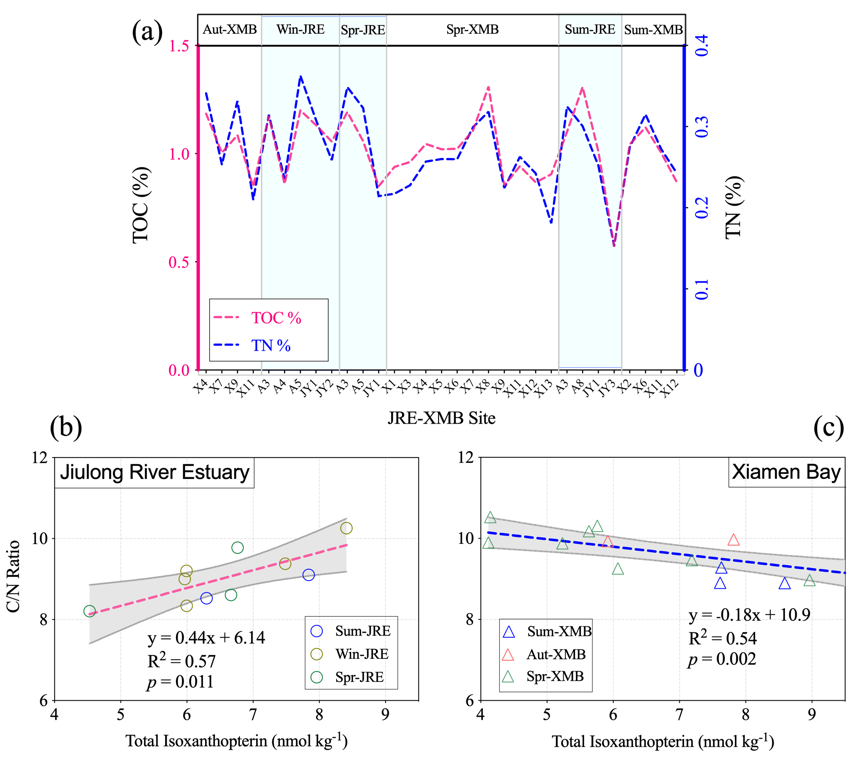 (a)
Aut-XMB Win-JRE Spr-JRE Spr-XMB Sum-JRE Sum-XMB
1.5
1.0
0.5
0.0
TOC (%)
0.4
0.3
0.2
0.1
0
TN (%)
TOC %
TN %
X4 X7 X9 X11 A3 A4 A5 JY1 JY2 A3 A5 JY1 X1 X3 X4 X5 X6 X7 X8 X9 X11 X12 X13 A3 A8 JY1 JY3 X2 X6 X11 X12
JRE-XMB Site
(b)
Jiulong River Estuary
12
10
8
6
C/N Ratio
y = 0.44x + 6.14
R² = 0.57
p = 0.011
Sum-JRE
Win-JRE
Spr-JRE
4 5 6 7 8 9
Total Isoxanthopterin (nmol kg⁻¹)
(c)
Xiamen Bay
12
10
8
6
y = -0.18x + 10.9
R² = 0.54
p = 0.002
Sum-XMB
Aut-XMB
Spr-XMB
4 5 6 7 8 9
Total Isoxanthopterin (nmol kg⁻¹)